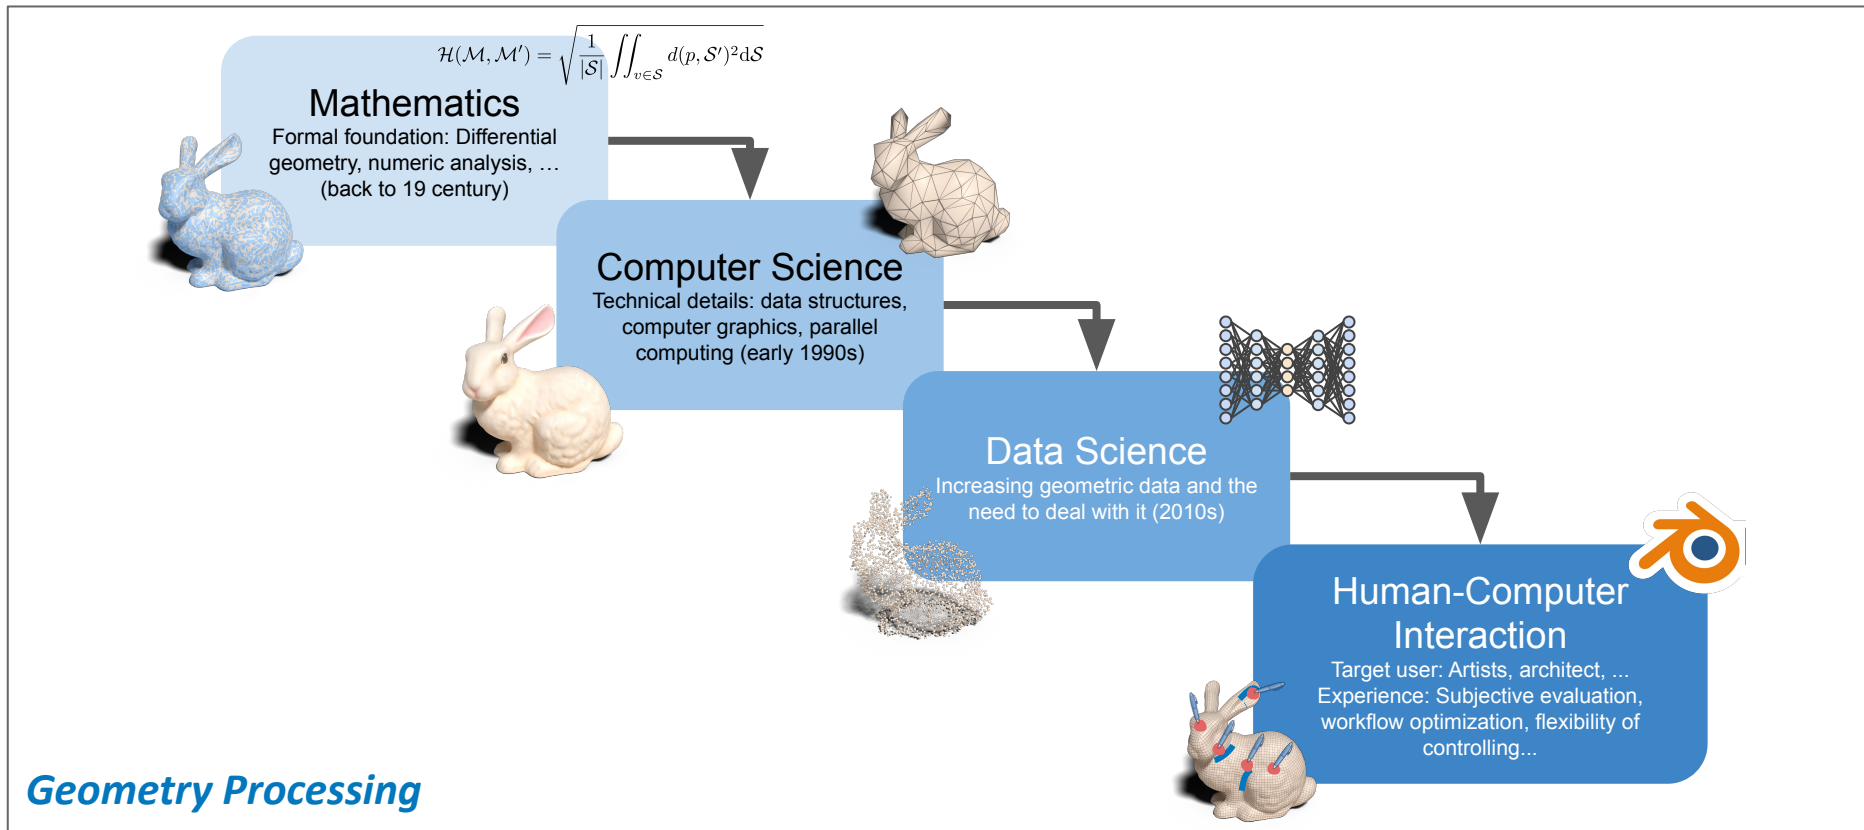 H(M, M′) = √(1/|S| ∬_{v∈S} d(p, S′)² dS)
Mathematics
Formal foundation: Differential
geometry, numeric analysis, …
(back to 19 century)
Computer Science
Technical details: data structures,
computer graphics, parallel
computing (early 1990s)
Data Science
Increasing geometric data and the
need to deal with it (2010s)
Human-Computer
Interaction
Target user: Artists, architect, ...
Experience: Subjective evaluation,
workflow optimization, flexibility of
controlling...
Geometry Processing